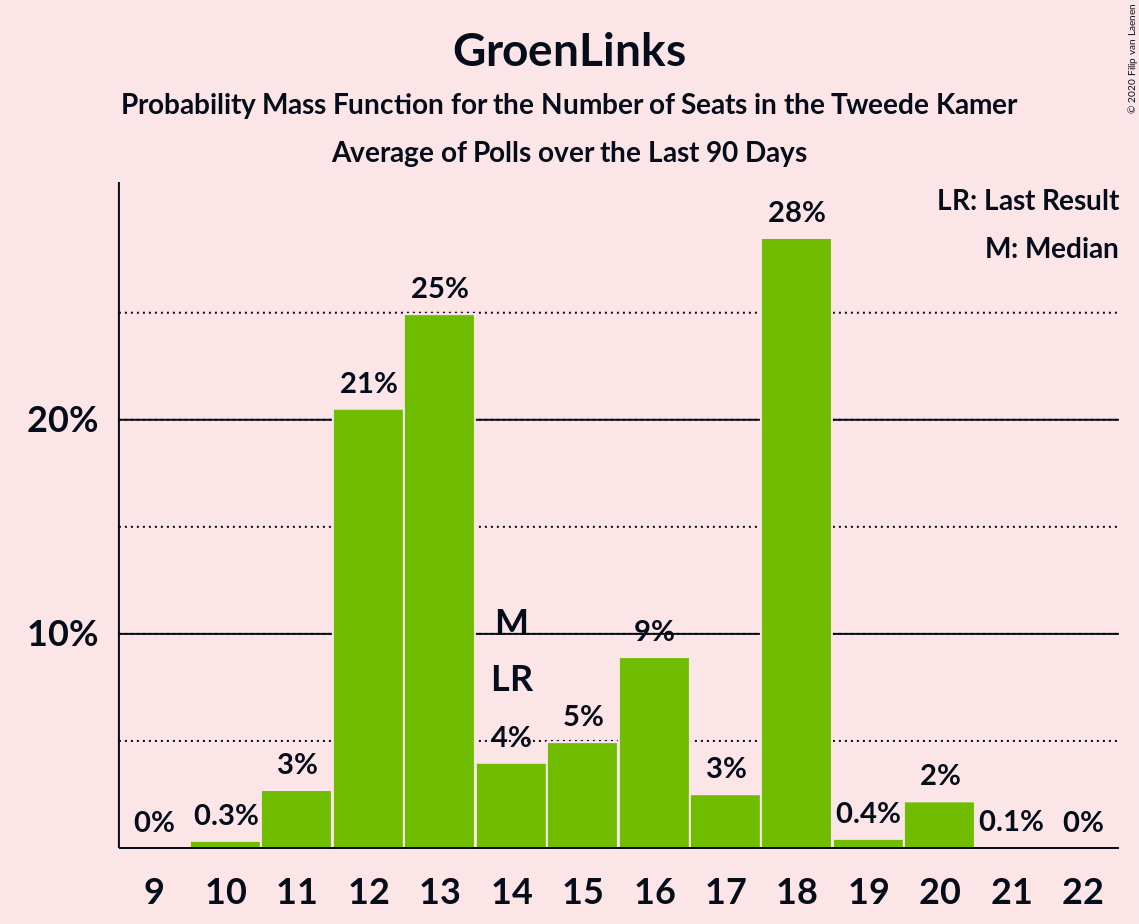 GroenLinks
Probability Mass Function for the Number of Seats in the Tweede Kamer
Average of Polls over the Last 90 Days
© 2020 Filip van Laenen
LR: Last Result
M: Median
28%
25%
21%
20%
M
10%
9%
LR
5%
4%
3%
3%
2%
0%
0.3%
0.4%
0.1%
0%
9 10 11 12 13 14 15 16 17 18 19 20 21 22